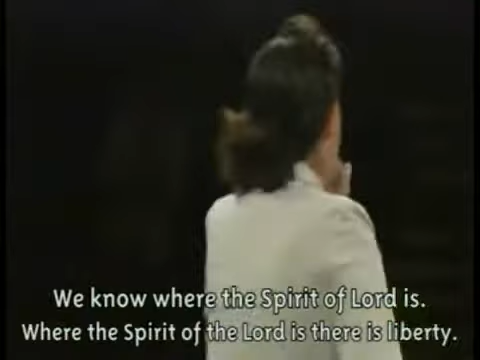 We know where the Spirit of Lord is.
Where the Spirit of the Lord is there is liberty.